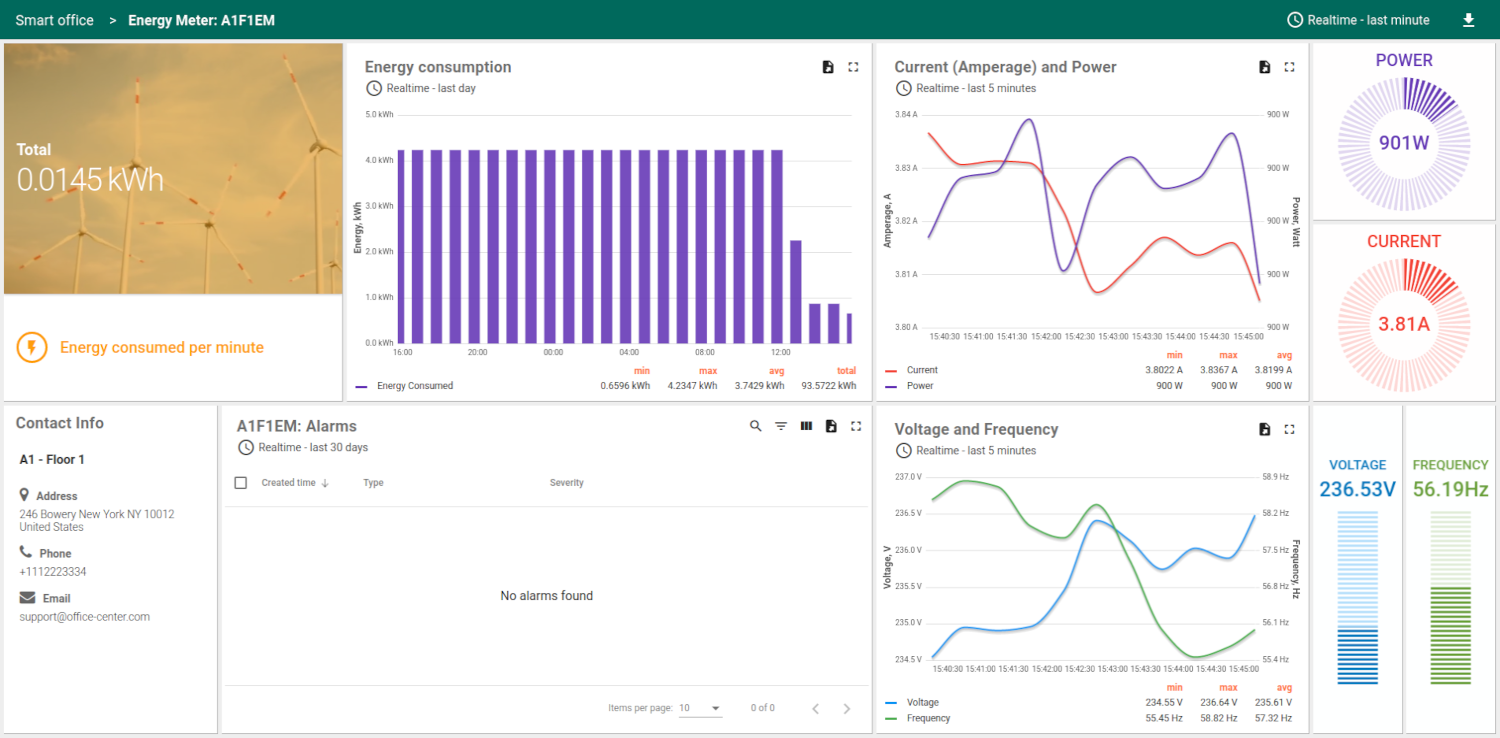 Smart office > Energy Meter: A1F1EM
Realtime - last minute
Total
0.0145 kWh
Energy consumed per minute
Energy consumption
Realtime - last day
5.0 kWh
4.0 kWh
3.0 kWh
2.0 kWh
1.0 kWh
0.0 kWh
Energy, kWh
16:00 20:00 00:00 04:00 08:00 12:00
min max avg total
Energy Consumed 0.6596 kWh 4.2347 kWh 3.7429 kWh 93.5722 kWh
Current (Amperage) and Power
Realtime - last 5 minutes
3.84 A 900 W
3.83 A 900 W
3.82 A 900 W
3.81 A 900 W
3.80 A 900 W
Amperage, A
Power, Watt
15:40:30 15:41:00 15:41:30 15:42:00 15:42:30 15:43:00 15:43:30 15:44:00 15:44:30 15:45:00
min max avg
Current 3.8022 A 3.8367 A 3.8199 A
Power 900 W 900 W 900 W
POWER
901W
CURRENT
3.81A
Contact Info
A1 - Floor 1
Address
246 Bowery New York NY 10012
United States
Phone
+1112223334
Email
support@office-center.com
A1F1EM: Alarms
Realtime - last 30 days
Created time Type Severity
No alarms found
Items per page: 10 0 of 0
Voltage and Frequency
Realtime - last 5 minutes
237.0 V 58.9 Hz
236.5 V 58.2 Hz
236.0 V 57.5 Hz
235.5 V 56.8 Hz
235.0 V 56.1 Hz
234.5 V 55.4 Hz
Voltage, V
Frequency, Hz
15:40:30 15:41:00 15:41:30 15:42:00 15:42:30 15:43:00 15:43:30 15:44:00 15:44:30 15:45:00
min max avg
Voltage 234.55 V 236.64 V 235.61 V
Frequency 55.45 Hz 58.82 Hz 57.32 Hz
VOLTAGE
236.53V
FREQUENCY
56.19Hz